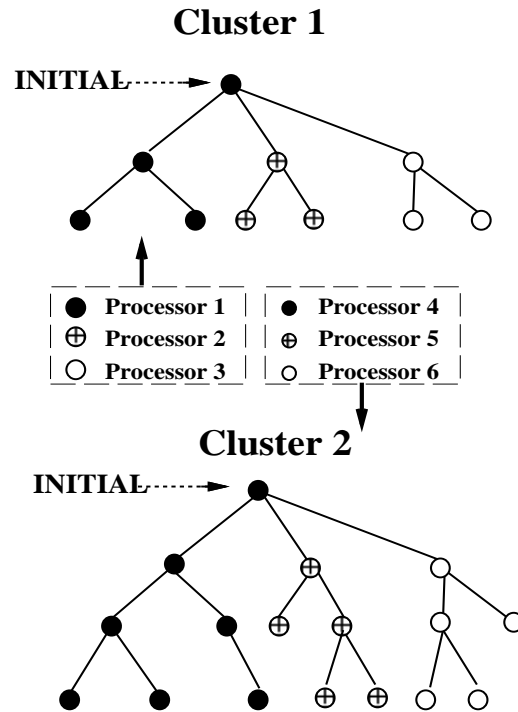 Cluster 1
INITIAL
Processor 1
Processor 2
Processor 3
Processor 4
Processor 5
Processor 6
Cluster 2
INITIAL